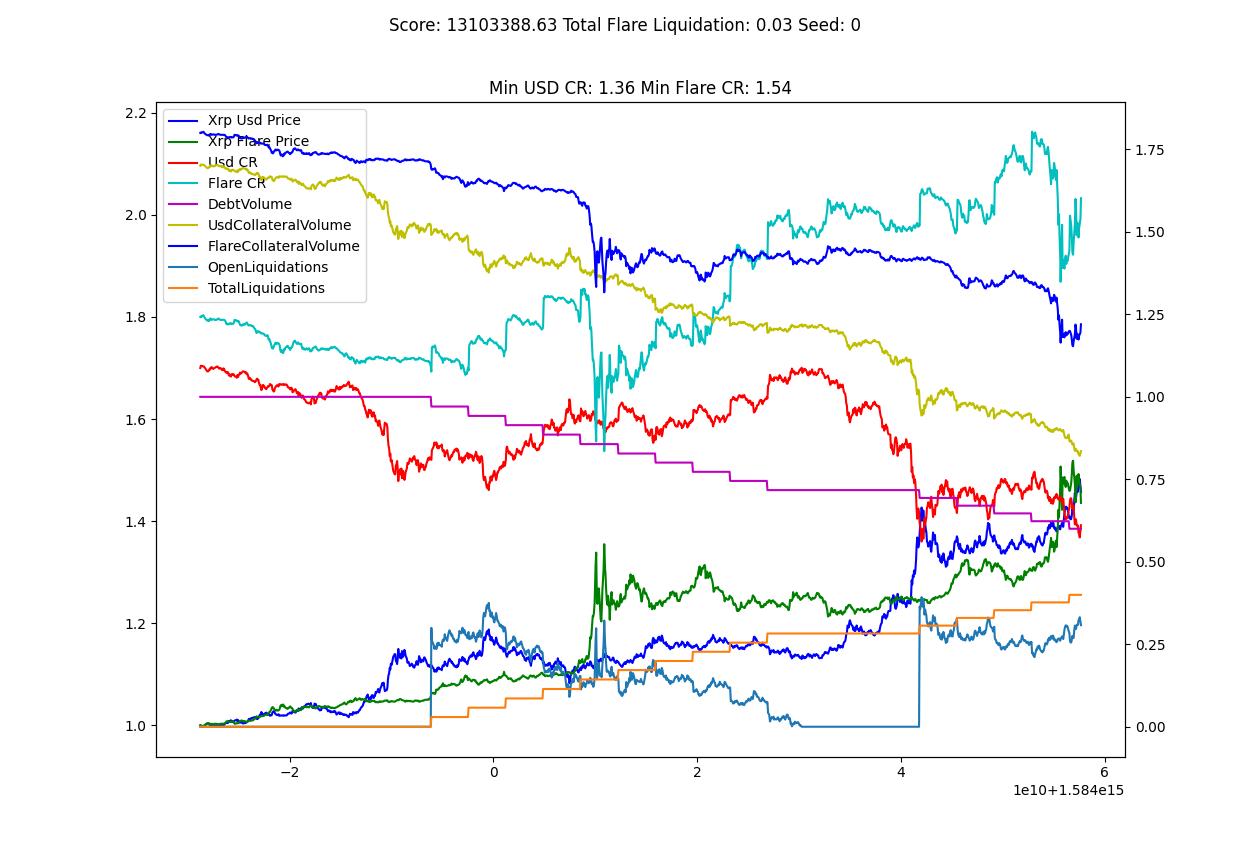 Score: 13103388.63 Total Flare Liquidation: 0.03 Seed: 0
Min USD CR: 1.36 Min Flare CR: 1.54
Xrp Usd Price
Xrp Flare Price
Usd CR
Flare CR
DebtVolume
UsdCollateralVolume
FlareCollateralVolume
OpenLiquidations
TotalLiquidations
2.2
2.0
1.8
1.6
1.4
1.2
1.0
1.75
1.50
1.25
1.00
0.75
0.50
0.25
0.00
−2
0
2
4
6
1e10+1.584e15